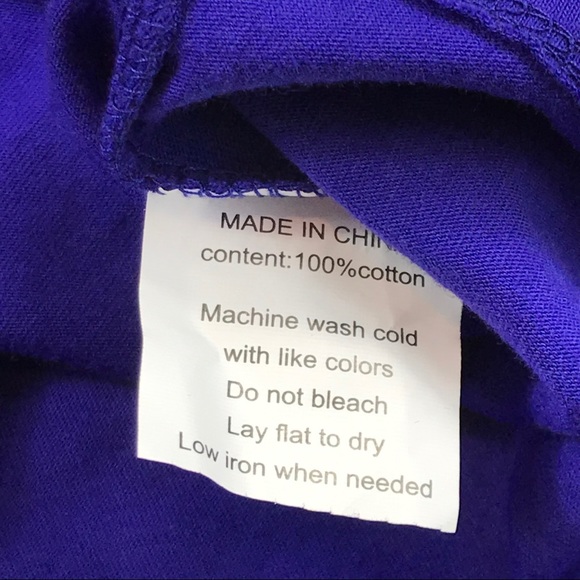 MADE IN CHIN
content:100%cotton
Machine wash cold
with like colors
Do not bleach
Lay flat to dry
Low iron when needed